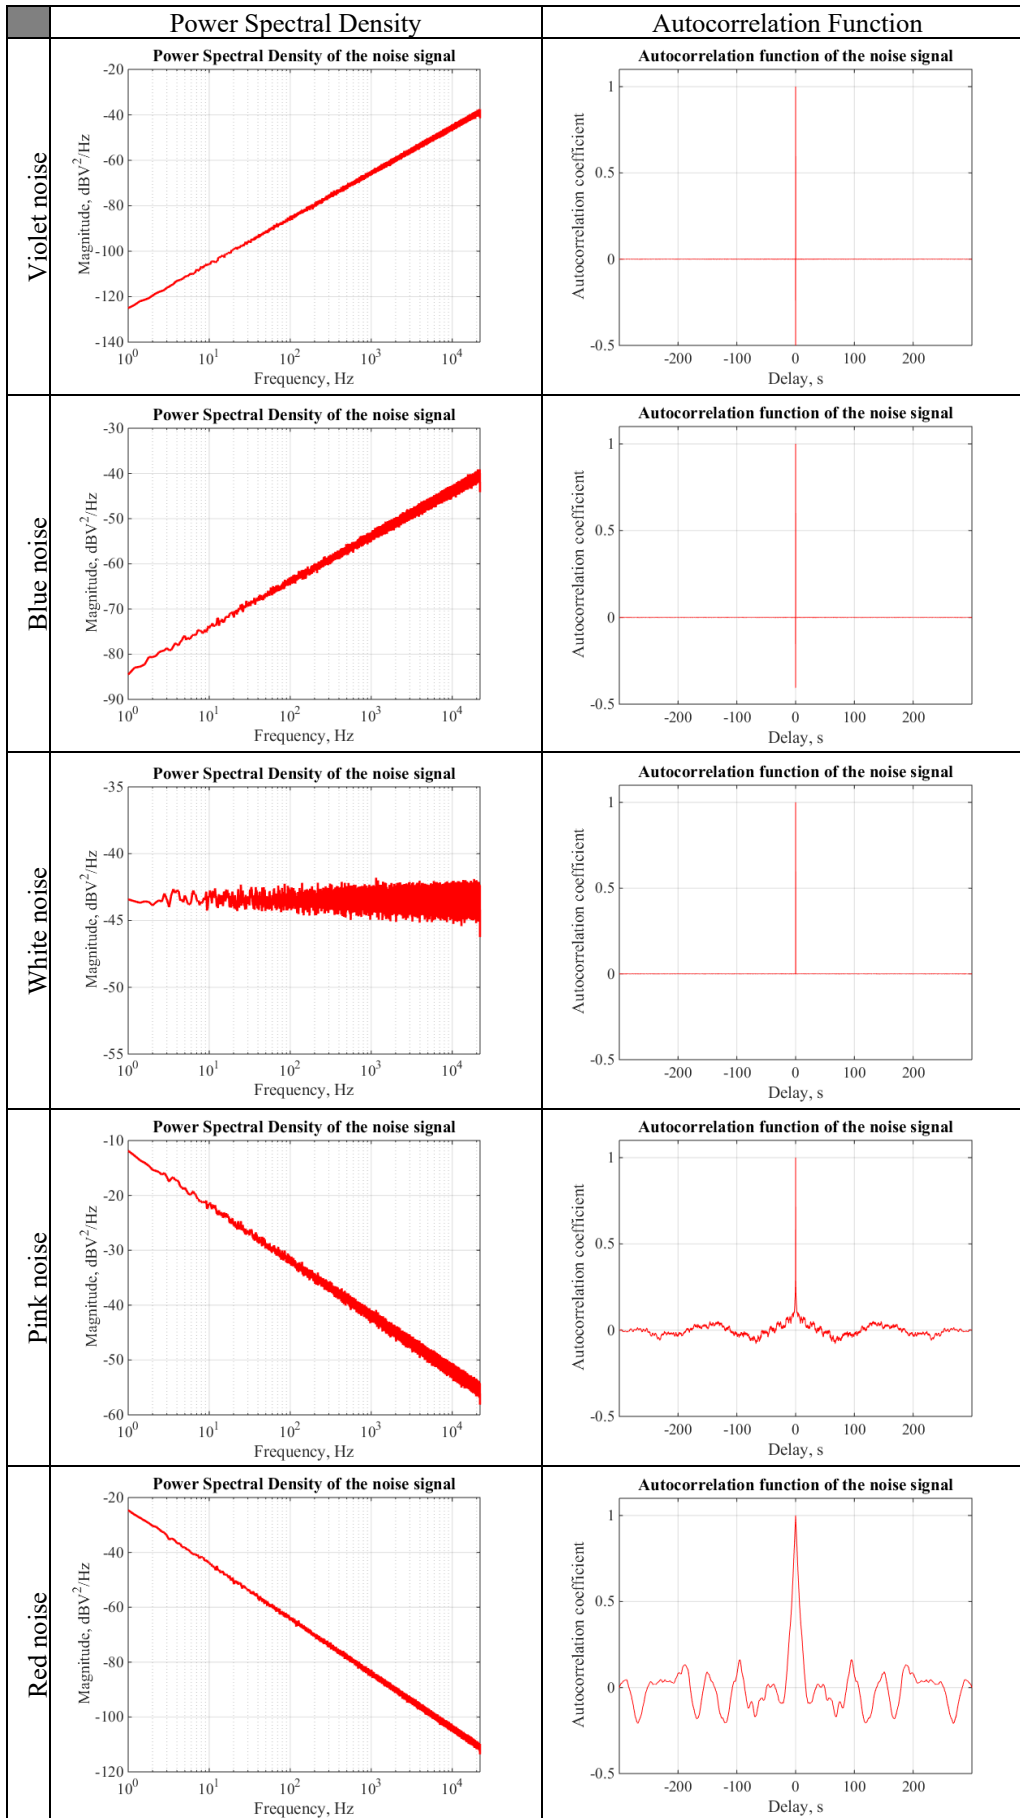 Power Spectral Density
Autocorrelation Function
Violet noise
Power Spectral Density of the noise signal
Magnitude, dBV²/Hz
-20
-40
-60
-80
-100
-120
-140
10⁰ 10¹ 10² 10³ 10⁴
Frequency, Hz
Autocorrelation function of the noise signal
Autocorrelation coefficient
1
0.5
0
-0.5
-200 -100 0 100 200
Delay, s
Blue noise
Power Spectral Density of the noise signal
Magnitude, dBV²/Hz
-30
-40
-50
-60
-70
-80
-90
10⁰ 10¹ 10² 10³ 10⁴
Frequency, Hz
Autocorrelation function of the noise signal
Autocorrelation coefficient
1
0.5
0
-0.5
-200 -100 0 100 200
Delay, s
White noise
Power Spectral Density of the noise signal
Magnitude, dBV²/Hz
-35
-40
-45
-50
-55
10⁰ 10¹ 10² 10³ 10⁴
Frequency, Hz
Autocorrelation function of the noise signal
Autocorrelation coefficient
1
0.5
0
-0.5
-200 -100 0 100 200
Delay, s
Pink noise
Power Spectral Density of the noise signal
Magnitude, dBV²/Hz
-10
-20
-30
-40
-50
-60
10⁰ 10¹ 10² 10³ 10⁴
Frequency, Hz
Autocorrelation function of the noise signal
Autocorrelation coefficient
1
0.5
0
-0.5
-200 -100 0 100 200
Delay, s
Red noise
Power Spectral Density of the noise signal
Magnitude, dBV²/Hz
-20
-40
-60
-80
-100
-120
10⁰ 10¹ 10² 10³ 10⁴
Frequency, Hz
Autocorrelation function of the noise signal
Autocorrelation coefficient
1
0.5
0
-0.5
-200 -100 0 100 200
Delay, s